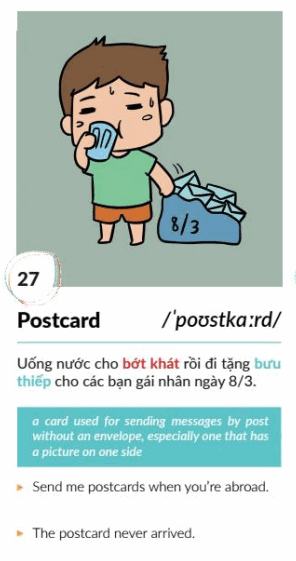 8/3
27
Postcard /ˈpoʊstkɑːrd/
Uống nước cho bớt khát rồi đi tặng bưu
thiếp cho các bạn gái nhân ngày 8/3.
a card used for sending messages by post
without an envelope, especially one that has
a picture on one side
Send me postcards when you're abroad.
The postcard never arrived.